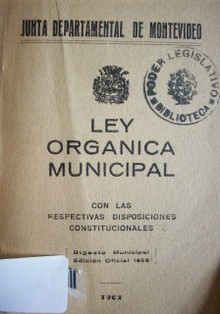 JUNTA DEPARTAMENTAL DE MONTEVIDEO
PODER LEGISLATIVO
BIBLIOTECA
LEY
ORGANICA
MUNICIPAL
CON LAS
RESPECTIVAS DISPOSICIONES
CONSTITUCIONALES
Digesto Municipal
Edición Oficial 1958
1963